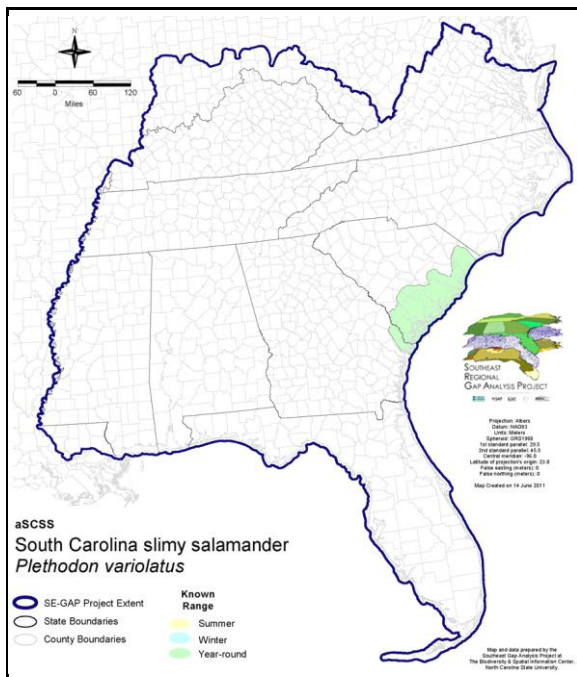 60 0 60 120
Miles
SOUTHEAST
REGIONAL
GAP ANALYSIS PROJECT
Projection: Albers
Datum: NAD83
Units: Meters
Spheroid: GRS1980
1st standard parallel: 29.5
2nd standard parallel: 45.5
Central meridian: -96.0
Latitude of projection's origin: 23.0
False easting (meters): 0
False northing (meters): 0
Map Created on 14 June 2011
aSCSS
South Carolina slimy salamander
Plethodon variolatus
SE-GAP Project Extent
State Boundaries
County Boundaries
Known
Range
Summer
Winter
Year-round
Map and data prepared by the
Southeast Gap Analysis Project at
The Biodiversity & Spatial Information Center,
North Carolina State University.